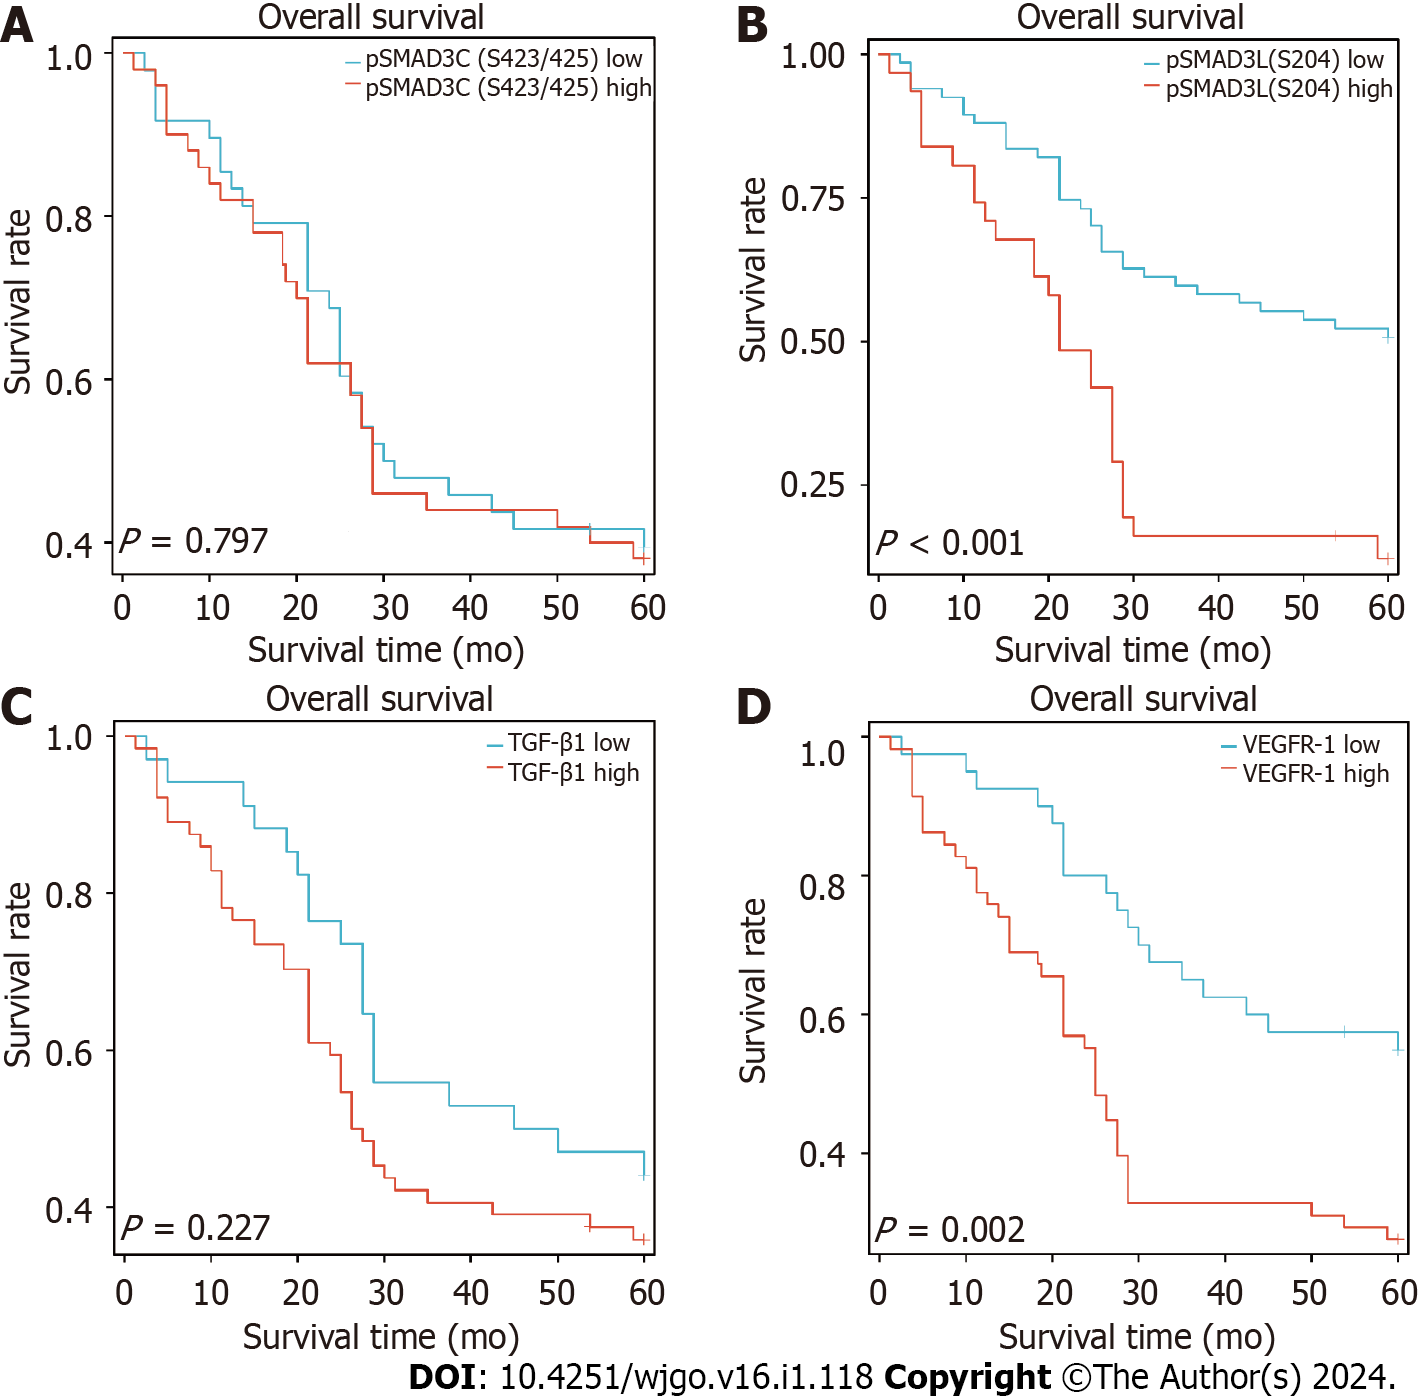 A
Overall survival
pSMAD3C (S423/425) low
pSMAD3C (S423/425) high
1.0
0.8
0.6
0.4
Survival rate
P = 0.797
0 10 20 30 40 50 60
Survival time (mo)
B
Overall survival
pSMAD3L(S204) low
pSMAD3L(S204) high
1.00
0.75
0.50
0.25
Survival rate
P < 0.001
0 10 20 30 40 50 60
Survival time (mo)
C
Overall survival
TGF-β1 low
TGF-β1 high
1.0
0.8
0.6
0.4
Survival rate
P = 0.227
0 10 20 30 40 50 60
Survival time (mo)
D
Overall survival
VEGFR-1 low
VEGFR-1 high
1.0
0.8
0.6
0.4
Survival rate
P = 0.002
0 10 20 30 40 50 60
Survival time (mo)
DOI: 10.4251/wjgo.v16.i1.118 Copyright ©The Author(s) 2024.